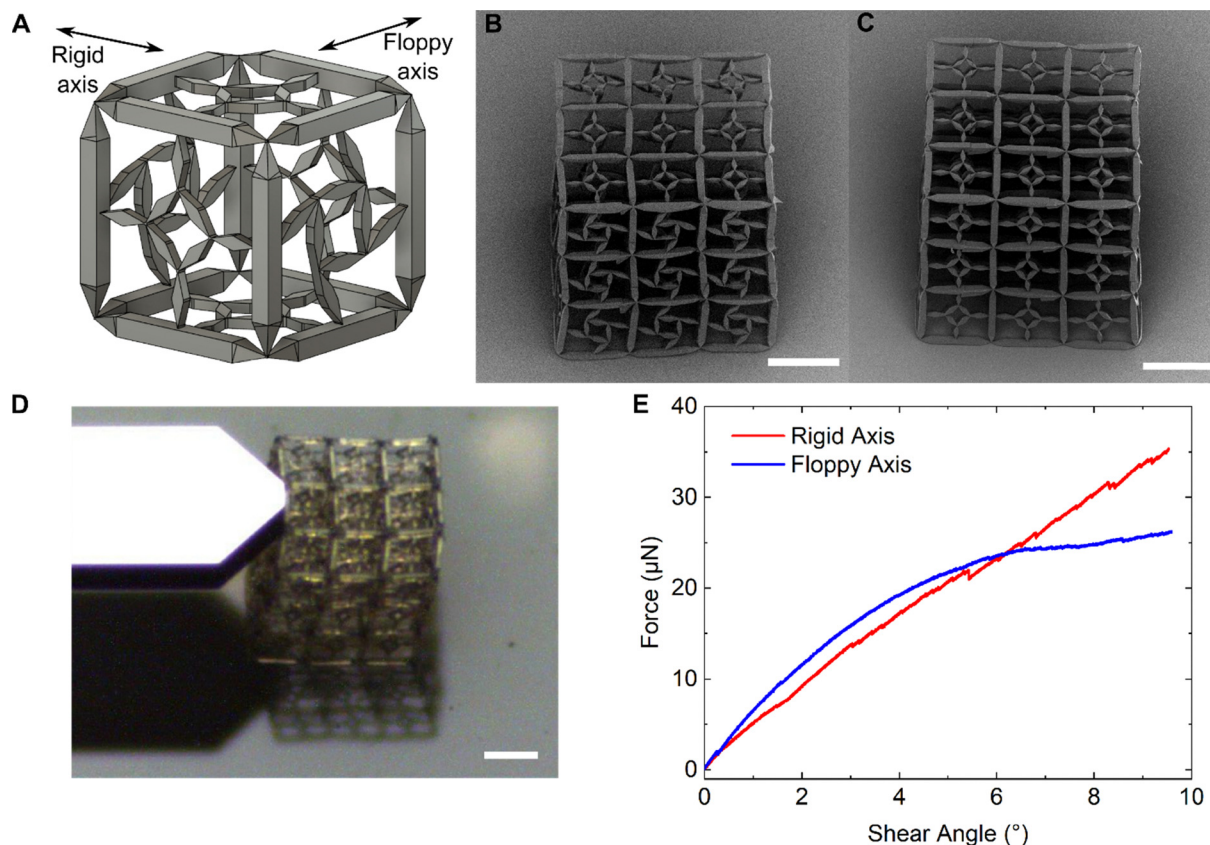 A
Rigid
axis
Floppy
axis
B
C
D
E
40
30
20
10
0
Force (µN)
Rigid Axis
Floppy Axis
0
2
4
6
8
10
Shear Angle (°)